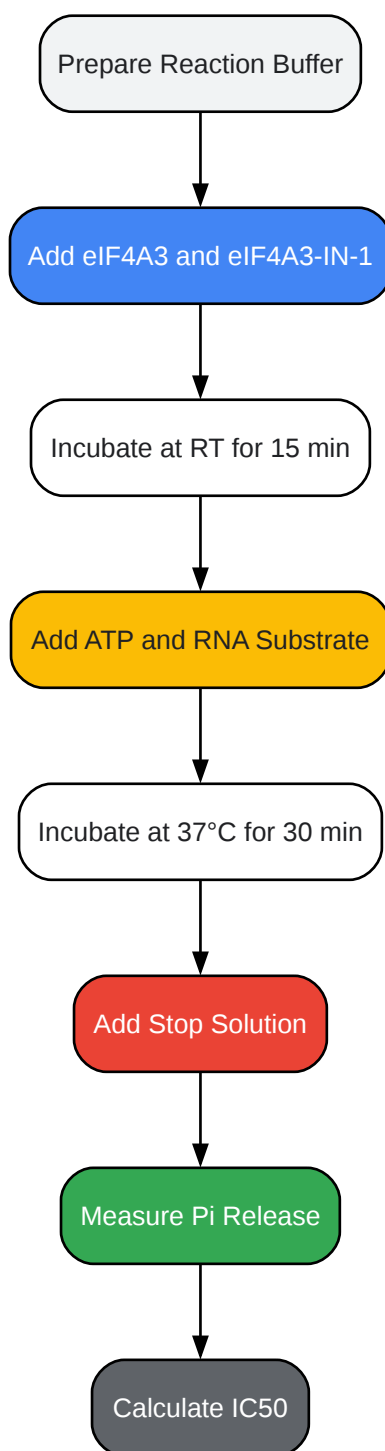 Prepare Reaction Buffer
Add eIF4A3 and eIF4A3-IN-1
Incubate at RT for 15 min
Add ATP and RNA Substrate
Incubate at 37°C for 30 min
Add Stop Solution
Measure Pi Release
Calculate IC50